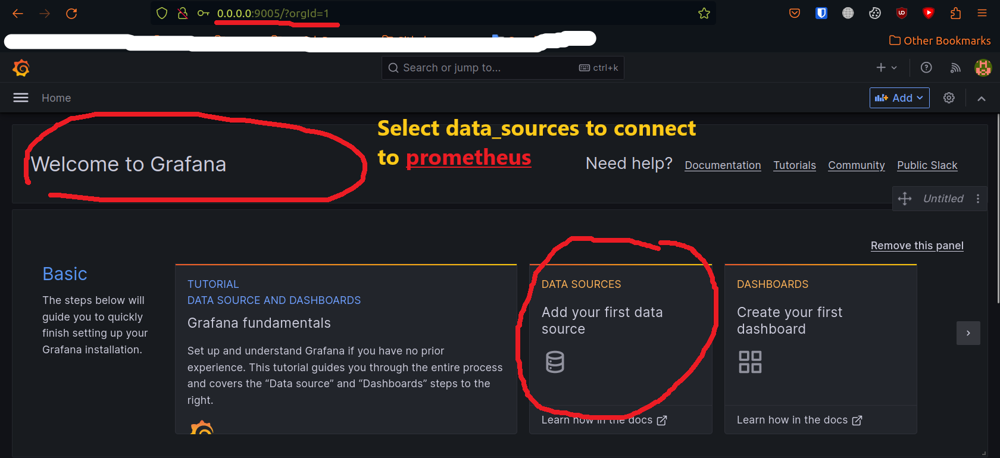 0.0.0.0:9005/?orgId=1
Other Bookmarks
Search or jump to...
ctrl+k
Home
Add
Select data_sources to connect
to prometheus
Welcome to Grafana
Need help?
Documentation
Tutorials
Community
Public Slack
Untitled
Remove this panel
Basic
The steps below will
guide you to quickly
finish setting up your
Grafana installation.
TUTORIAL
DATA SOURCE AND DASHBOARDS
Grafana fundamentals
Set up and understand Grafana if you have no prior
experience. This tutorial guides you through the entire process
and covers the “Data source” and “Dashboards” steps to the
right.
DATA SOURCES
Add your first data
source
Learn how in the docs
DASHBOARDS
Create your first
dashboard
Learn how in the docs